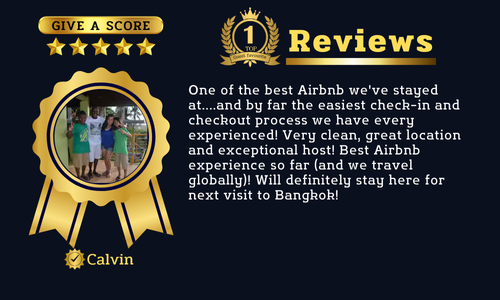 GIVE A SCORE
1
TOP
Reviews
One of the best Airbnb we've stayed
at....and by far the easiest check-in and
checkout process we have every
experienced! Very clean, great location
and exceptional host! Best Airbnb
experience so far (and we travel
globally)! Will definitely stay here for
next visit to Bangkok!
Calvin